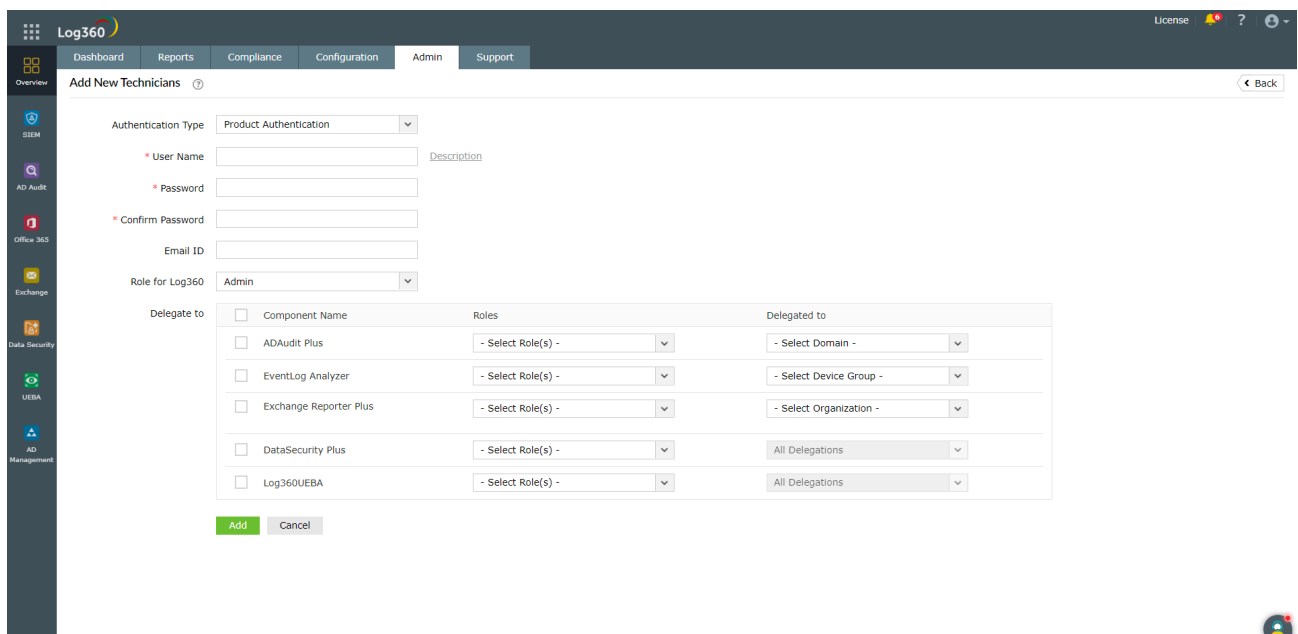 Log360
License
6
?
Dashboard Reports Compliance Configuration Admin Support
Overview
Add New Technicians ?
Back
SIEM
AD Audit
Office 365
Exchange
Data Security
UEBA
AD
Management
Authentication Type Product Authentication
* User Name Description
* Password
* Confirm Password
Email ID
Role for Log360 Admin
Delegate to Component Name Roles Delegated to
ADAudit Plus - Select Role(s) - - Select Domain -
EventLog Analyzer - Select Role(s) - - Select Device Group -
Exchange Reporter Plus - Select Role(s) - - Select Organization -
DataSecurity Plus - Select Role(s) - All Delegations
Log360UEBA - Select Role(s) - All Delegations
Add Cancel